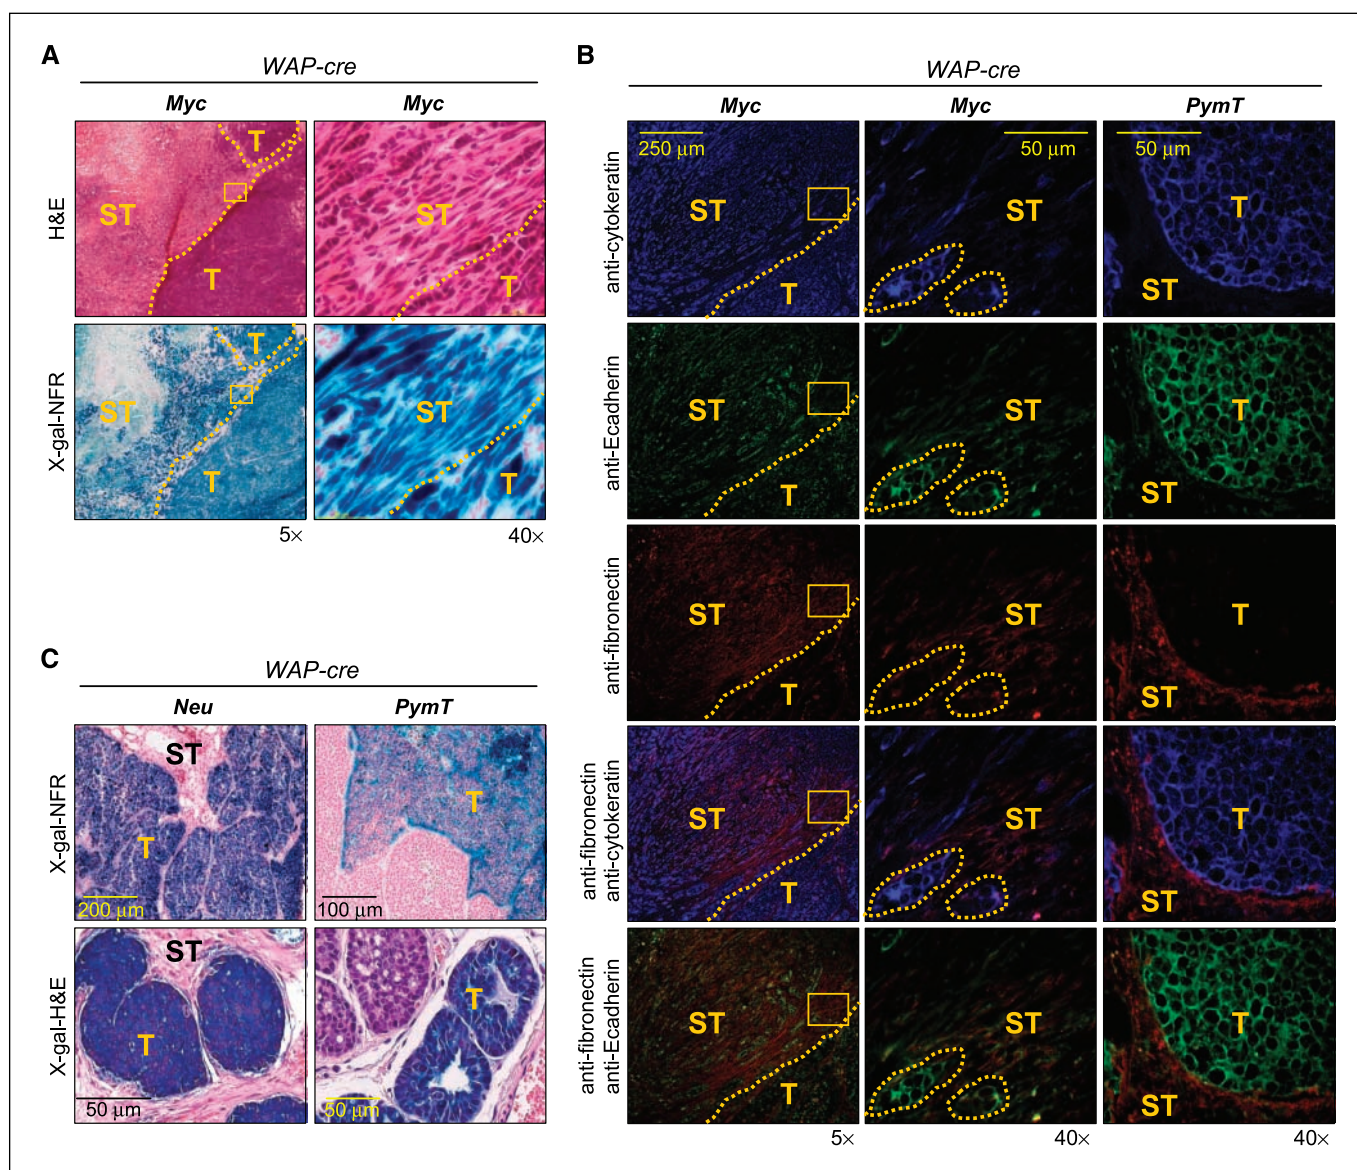 A
WAP-cre
Myc Myc
H&E
ST T T ST T
X-gal-NFR
ST T T ST T
5× 40×
B
WAP-cre
Myc Myc PymT
anti-cytokeratin
250 µm 50 µm 50 µm
ST T ST T ST
anti-Ecadherin
ST T ST T ST
anti-fibronectin
ST T ST T ST
anti-fibronectin
anti-cytokeratin
ST T ST T ST
anti-fibronectin
anti-Ecadherin
ST T ST T ST
5× 40× 40×
C
WAP-cre
Neu PymT
X-gal-NFR
ST T T
200 µm 100 µm
X-gal-H&E
ST T T
50 µm 50 µm